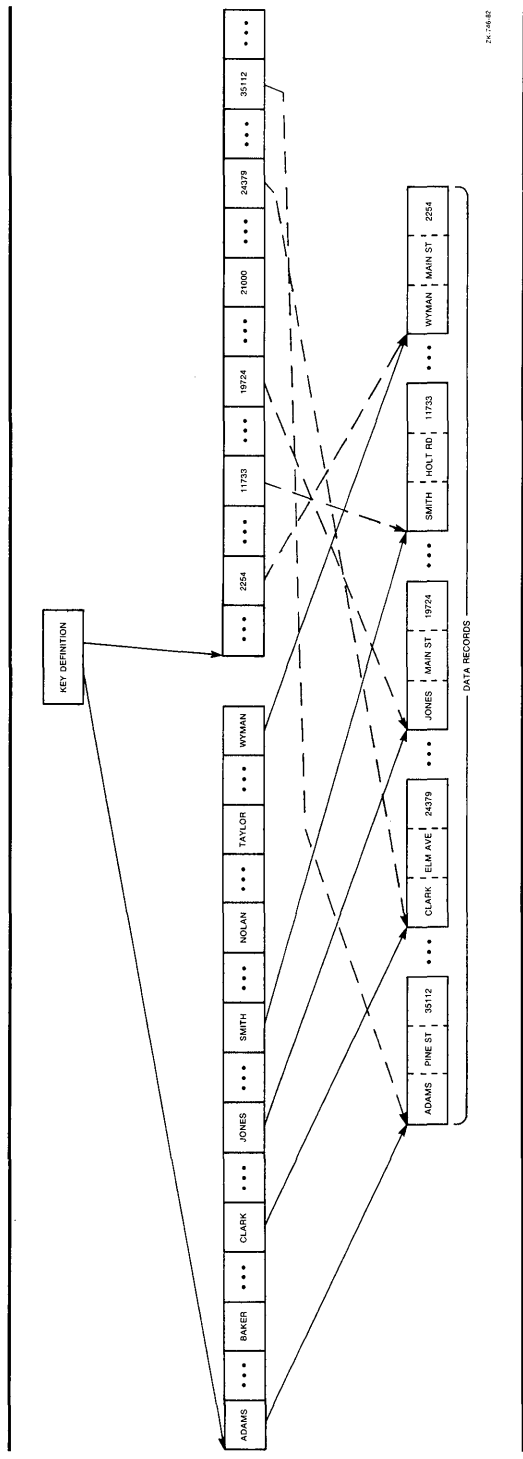 KEY DEFINITION
ADAMS ••• BAKER ••• CLARK ••• JONES ••• SMITH ••• NOLAN ••• TAYLOR ••• WYMAN
••• 2254 ••• 11733 ••• 19724 ••• 21000 ••• 24379 ••• 35112 •••
ADAMS PINE ST 35112 ••• CLARK ELM AVE 24379 ••• JONES MAIN ST 19724 ••• SMITH HOLT RD 11733 ••• WYMAN MAIN ST 2254
DATA RECORDS
ZK-746-82